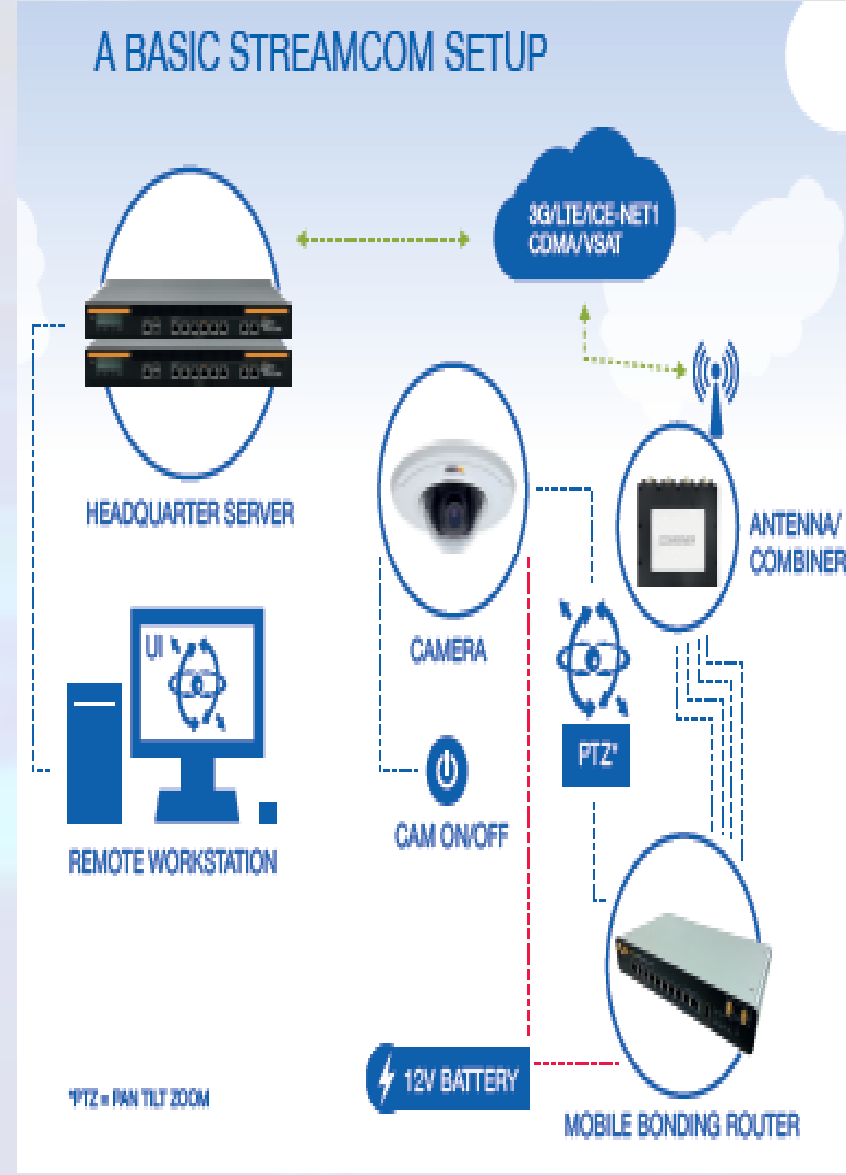 A BASIC STREAMCOM SETUP
3G/LTE/ICE-NET1
CDMA/VSAT
HEADQUARTER SERVER
CAMERA
COMBINER
ANTENNA/
COMBINER
UI
PTZ*
CAM ON/OFF
REMOTE WORKSTATION
12V BATTERY
*PTZ = PAN TILT ZOOM
MOBILE BONDING ROUTER